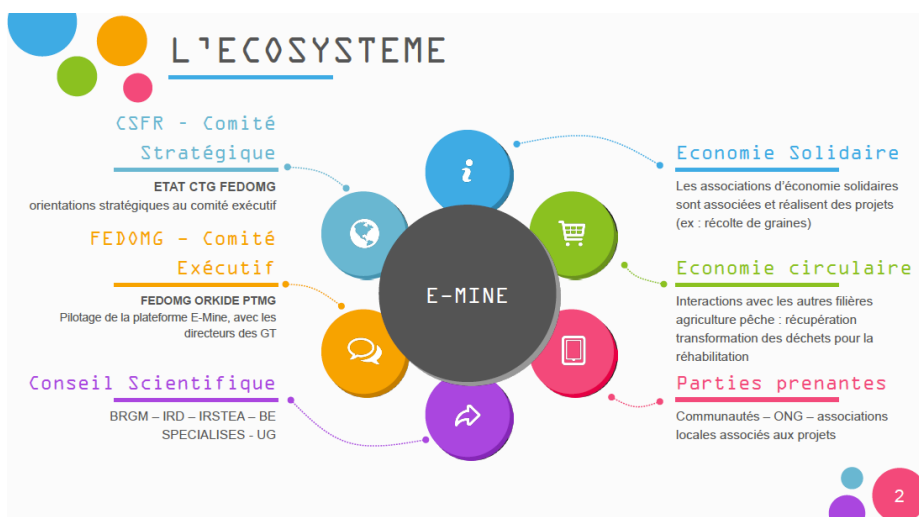 L'ECOSYSTEME
CSFR - Comité
Stratégique
ETAT CTG FEDOMG
orientations stratégiques au comité exécutif
FEDOMG – Comité
Exécutif
FEDOMG ORKIDE PTMG
Pilotage de la plateforme E-Mine, avec les
directeurs des GT
Conseil Scientifique
BRGM – IRD – IRSTEA – BE
SPECIALISES - UG
E-MINE
Economie Solidaire
Les associations d'économie solidaires
sont associées et réalisent des projets
(ex : récolte de graines)
Economie circulaire
Interactions avec les autres filières
agriculture pêche : récupération
transformation des déchets pour la
réhabilitation
Parties prenantes
Communautés – ONG – associations
locales associés aux projets
2